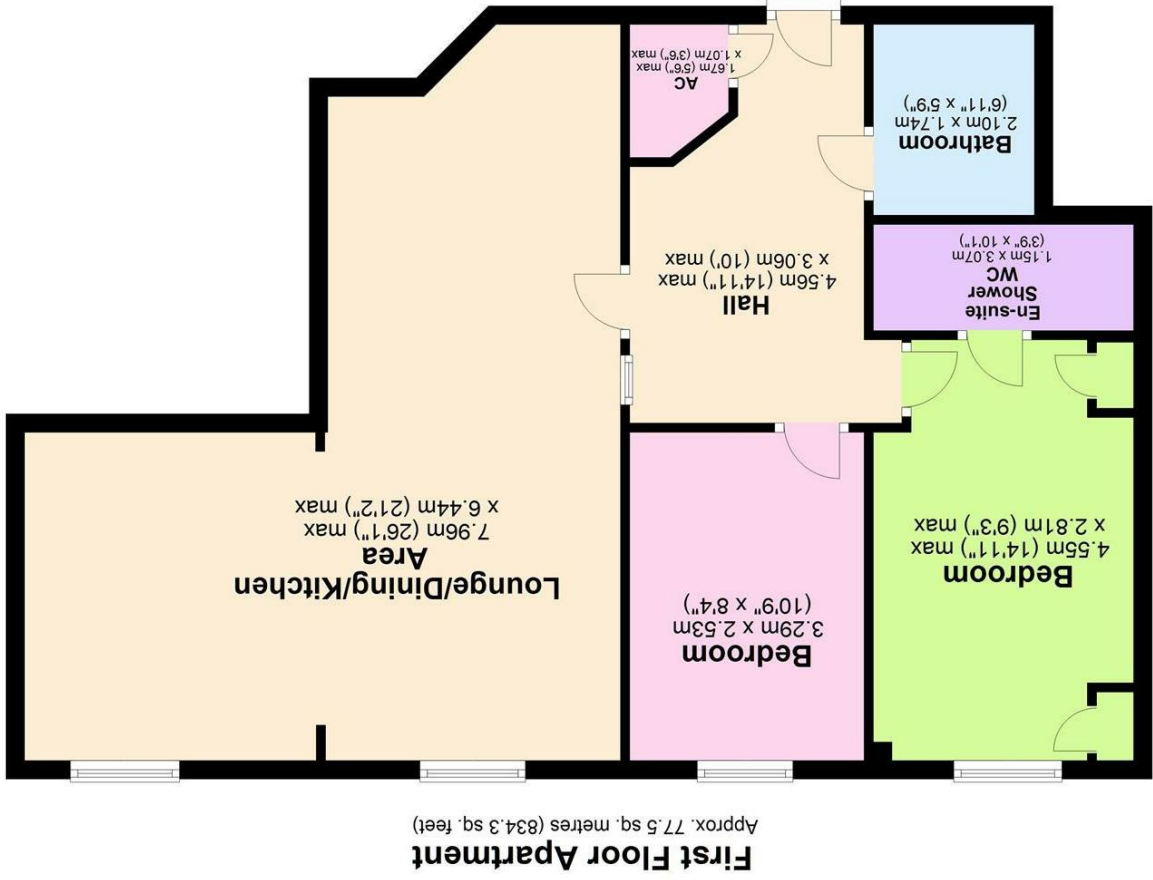 First Floor Apartment
Approx. 77.5 sq. metres (834.3 sq. feet)
Bedroom
4.55m (14'11") max
x 2.81m (9'3") max
Bedroom
3.29m x 2.53m
(10'9" x 8'4")
Lounge/Dining/Kitchen
Area
7.96m (26'1") max
x 6.44m (21'2") max
En-suite
Shower
WC
1.15m x 3.07m
(3'9" x 10'1")
Hall
4.56m (14'11") max
x 3.06m (10') max
Bathroom
2.10m x 1.74m
(6'11" x 5'9")
AC
1.67m (5'6") max
x 1.07m (3'6") max